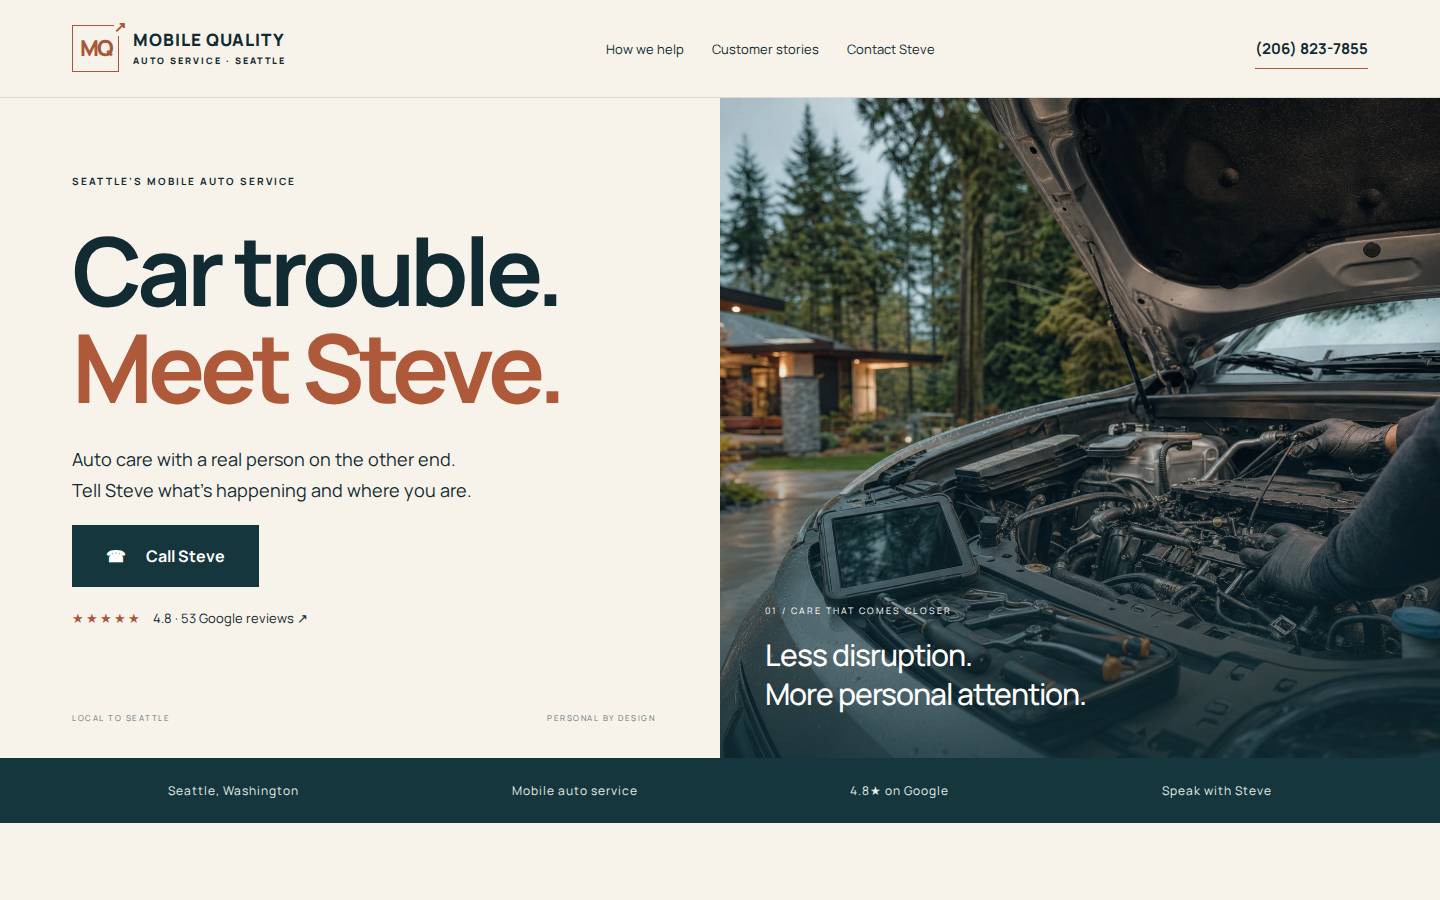 MQ↗
MOBILE QUALITY
AUTO SERVICE · SEATTLE
How we help
Customer stories
Contact Steve
(206) 823-7855
SEATTLE'S MOBILE AUTO SERVICE
Car trouble.
Meet Steve.
Auto care with a real person on the other end.
Tell Steve what's happening and where you are.
☎ Call Steve
★★★★★ 4.8 · 53 Google reviews ↗
LOCAL TO SEATTLE
PERSONAL BY DESIGN
01 / CARE THAT COMES CLOSER
Less disruption.
More personal attention.
Seattle, Washington
Mobile auto service
4.8★ on Google
Speak with Steve